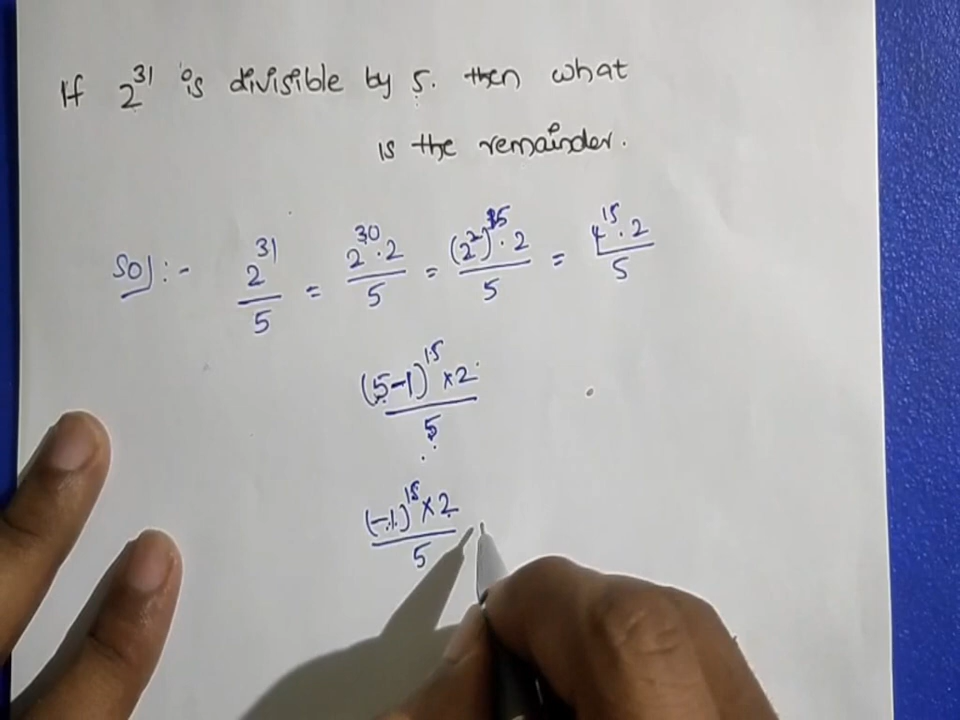 If 2^31 is divisible by 5. then what
is the remainder.
Sol:- 2^31/5 = 2^30·2/5 = (2^2)^15·2/5 = 4^15·2/5
(5-1)^15×2/5
(-1)^15×2/5